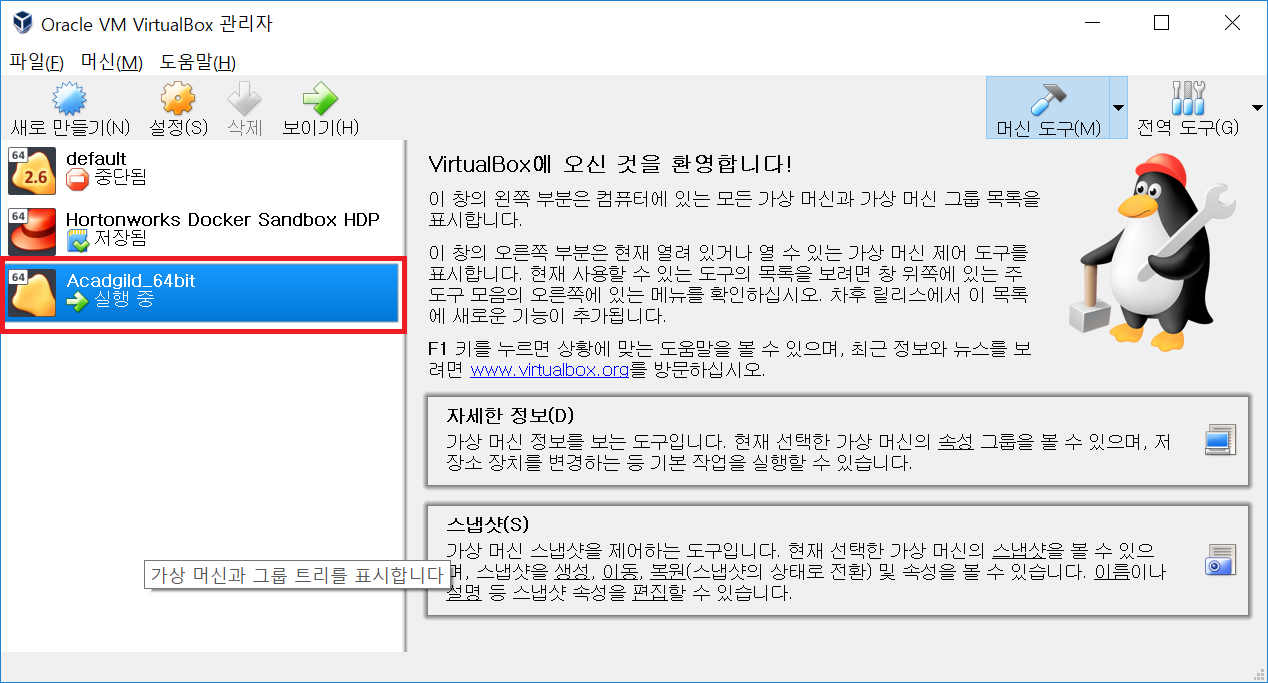 Oracle VM VirtualBox 관리자
파일(F) 머신(M) 도움말(H)
새로 만들기(N) 설정(S) 삭제 보이기(H) 머신 도구(M) 전역 도구(G)
64 2.6 default
중단됨
64 Hortonworks Docker Sandbox HDP
저장됨
64 Acadgild_64bit
실행 중
VirtualBox에 오신 것을 환영합니다!
이 창의 왼쪽 부분은 컴퓨터에 있는 모든 가상 머신과 가상 머신 그룹 목록을
표시합니다.
이 창의 오른쪽 부분은 현재 열려 있거나 열 수 있는 가상 머신 제어 도구를
표시합니다. 현재 사용할 수 있는 도구의 목록을 보려면 창 위쪽에 있는 주
도구 모음의 오른쪽에 있는 메뉴를 확인하십시오. 차후 릴리스에서 이 목록
에 새로운 기능이 추가됩니다.
F1 키를 누르면 상황에 맞는 도움말을 볼 수 있으며, 최근 정보와 뉴스를 보
려면 www.virtualbox.org를 방문하십시오.
자세한 정보(D)
가상 머신 정보를 보는 도구입니다. 현재 선택한 가상 머신의 속성 그룹을 볼 수 있으며, 저
장소 장치를 변경하는 등 기본 작업을 실행할 수 있습니다.
스냅샷(S)
가상 머신 스냅샷을 제어하는 도구입니다. 현재 선택한 가상 머신의 스냅샷을 볼 수 있으
며, 스냅샷을 생성, 이동, 복원(스냅샷의 상태로 전환) 및 속성을 볼 수 있습니다. 이름이나
설명 등 스냅샷 속성을 편집할 수 있습니다.
가상 머신과 그룹 트리를 표시합니다